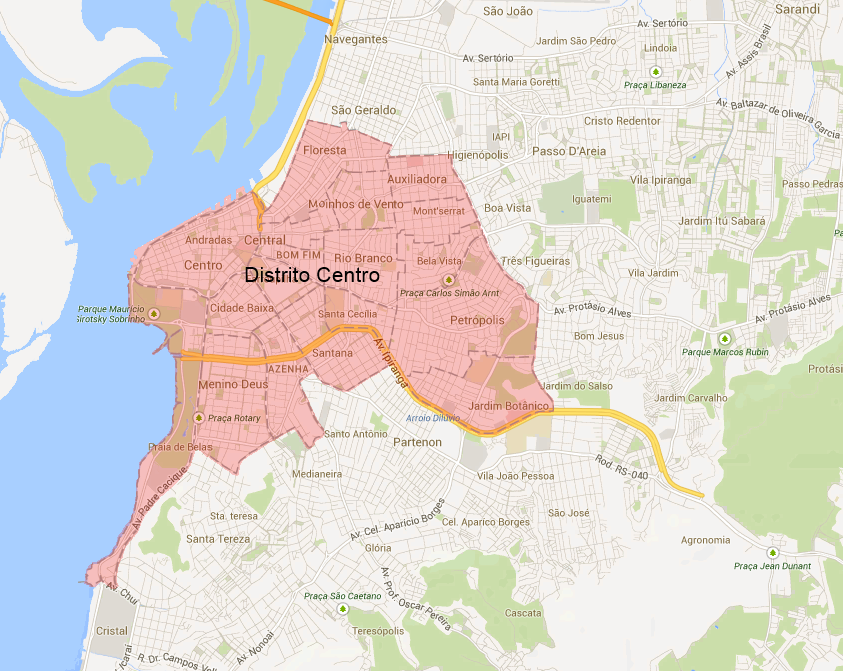 São João
Sarandi
Av. Sertório
Navegantes
Jardim São Pedro
Lindoia
Av. Assis Brasil
Av. Sertório
Santa Maria Goretti
Praça Libaneza
São Geraldo
Av. Baltazar de Oliveira Garcia
Cristo Redentor
IAPI
Floresta
Higienópolis
Passo D'Areia
Auxiliadora
Vila Ipiranga
Passo Pedras
Moinhos de Vento
Mont'serrat
Boa Vista
Iguatemi
Jardim Itú Sabará
Andradas
Central
BOM FIM
Rio Branco
Bela Vista
Três Figueiras
Centro
Distrito Centro
Vila Jardim
Praça Carlos Simão Arnt
Parque Maurício
Sirotsky Sobrinho
Cidade Baixa
Santa Cecília
Petrópolis
Av. Protásio Alves
Av. Protásio Alves
Bom Jesus
Santana
Av. Ipiranga
Parque Marcos Rubin
AZENHA
Protási
Menino Deus
Jardim do Salso
Jardim Carvalho
Praça Rotary
Arroio Dilúvio
Jardim Botânico
Santo Antônio
Partenon
Praia de Belas
Rod. RS-040
Medianeira
Vila João Pessoa
Av. Padre Cacique
Sta. teresa
São José
Av. Cel. Aparício Borges
Cel. Aparico Borges
Santa Tereza
Glória
Agronomia
Praça Jean Dunant
Av. Chuí
Praça São Caetano
Av. Prof. Oscar Pereira
Cascata
Cristal
Teresópolis
Av. Nonoai
Icaraí
R. Dr. Campos